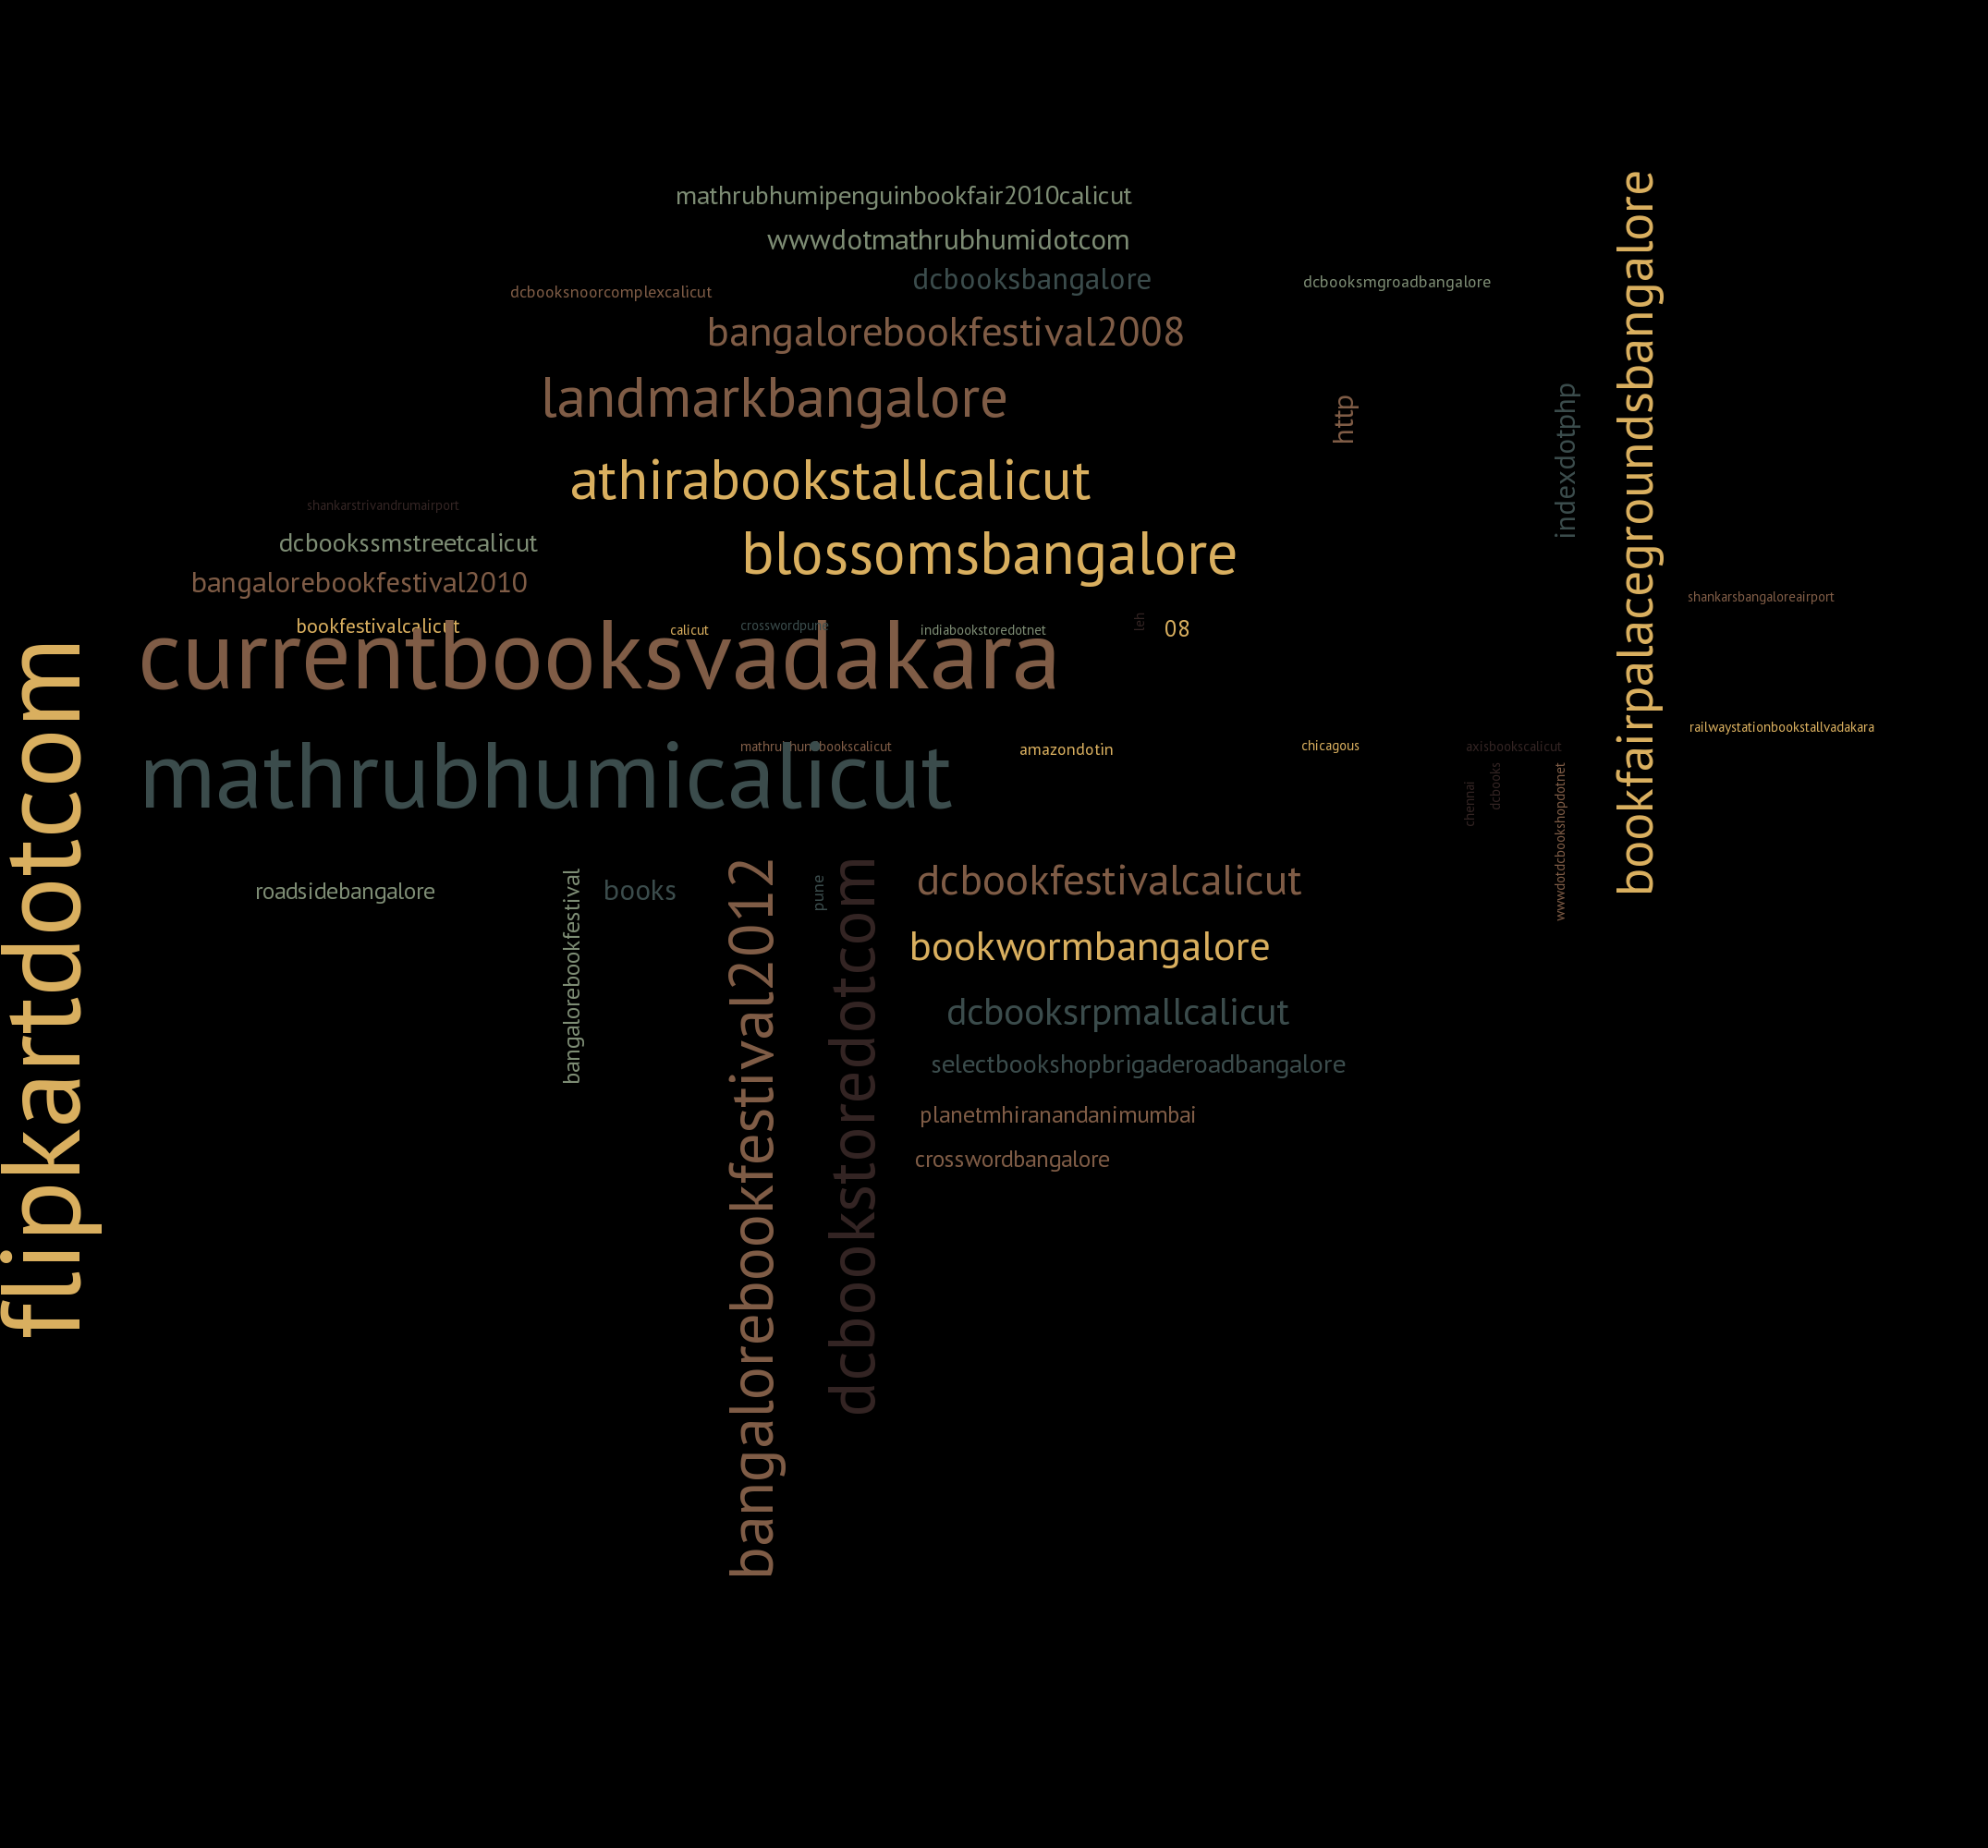 mathrubhumipenguinbookfair2010calicut
wwwdotmathrubhumidotcom
dcbooksbangalore
dcbooksmgroadbangalore
dcbooksnoorcomplexcalicut
bangalorebookfestival2008
landmarkbangalore
http
indexdotphp
bookfairpalacegroundsbangalore
athirabookstallcalicut
shankarstrivandrumairport
dcbookssmstreetcalicut
blossomsbangalore
bangalorebookfestival2010
shankarsbangaloreairport
bookfestivalcalicut
calicut
crosswordpune
indiabookstoredotnet
leh
08
currentbooksvadakara
flipkartdotcom
railwaystationbookstallvadakara
mathrubhumibookscalicut
amazondotin
chicagous
axisbookscalicut
mathrubhumicalicut
chennai
dcbooks
wwwdotdcbookshopdotnet
roadsidebangalore
bangalorebookfestival
books
bangalorebookfestival2012
pune
dcbookstoredotcom
dcbookfestivalcalicut
bookwormbangalore
dcbooksrpmallcalicut
selectbookshopbrigaderoadbangalore
planetmhiranandanimumbai
crosswordbangalore